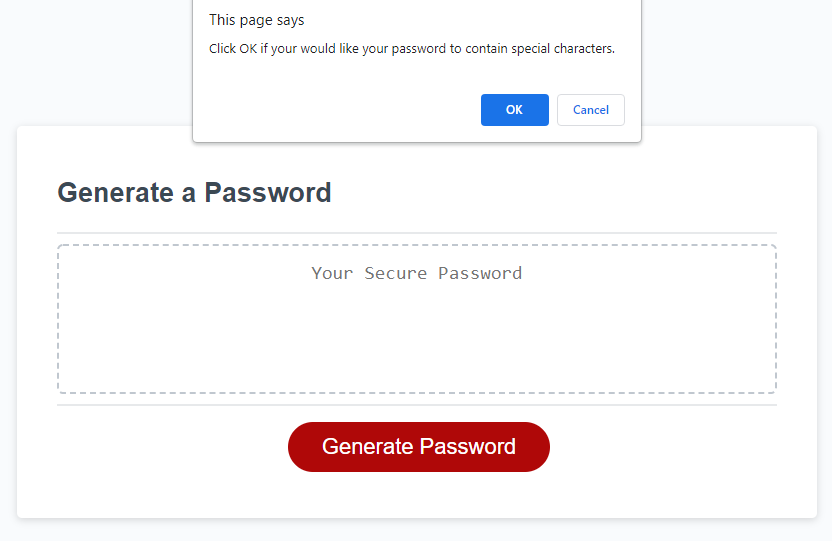 This page says
Click OK if your would like your password to contain special characters.
OK Cancel
Generate a Password
Your Secure Password
Generate Password